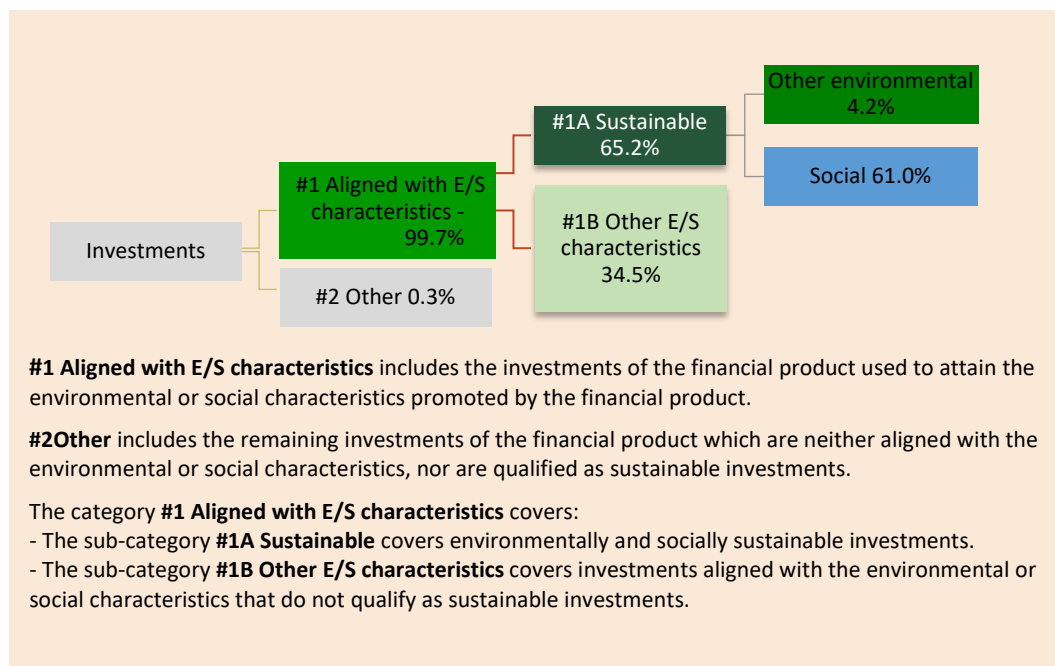 Investments
#1 Aligned with E/S
characteristics -
99.7%
#2 Other 0.3%
#1A Sustainable
65.2%
#1B Other E/S
characteristics
34.5%
Other environmental
4.2%
Social 61.0%
#1 Aligned with E/S characteristics includes the investments of the financial product used to attain the
environmental or social characteristics promoted by the financial product.
#2Other includes the remaining investments of the financial product which are neither aligned with the
environmental or social characteristics, nor are qualified as sustainable investments.
The category #1 Aligned with E/S characteristics covers:
- The sub-category #1A Sustainable covers environmentally and socially sustainable investments.
- The sub-category #1B Other E/S characteristics covers investments aligned with the environmental or
social characteristics that do not qualify as sustainable investments.